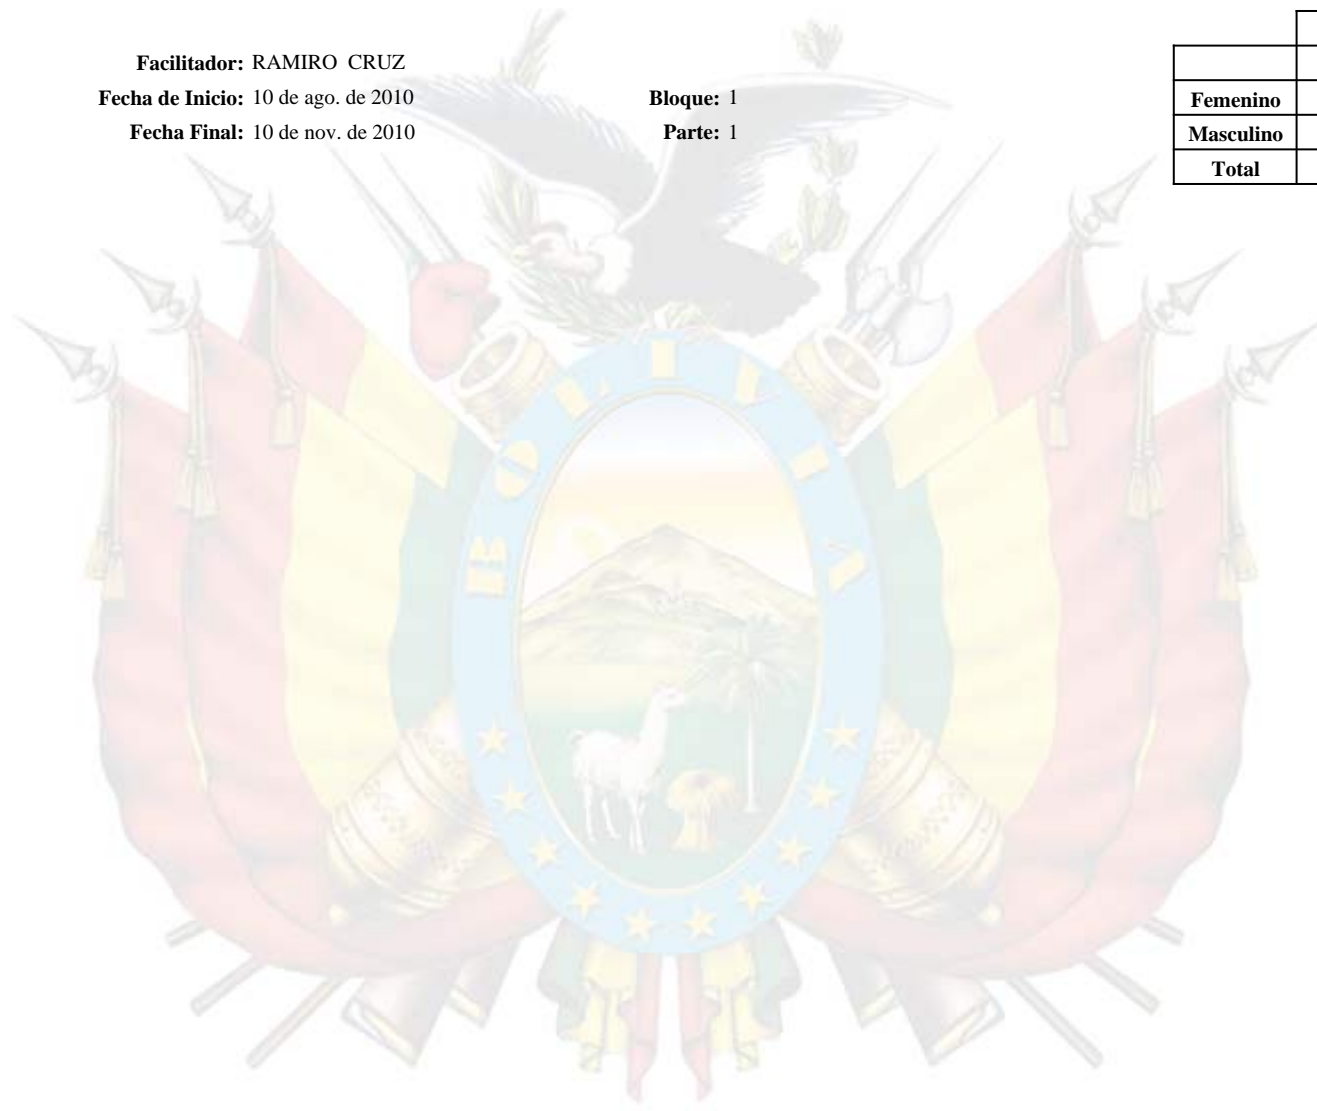 Facilitador: RAMIRO CRUZ
Fecha de Inicio: 10 de ago. de 2010 Bloque: 1
Fecha Final: 10 de nov. de 2010 Parte: 1
Femenino
Masculino
Total
BOLIVIA